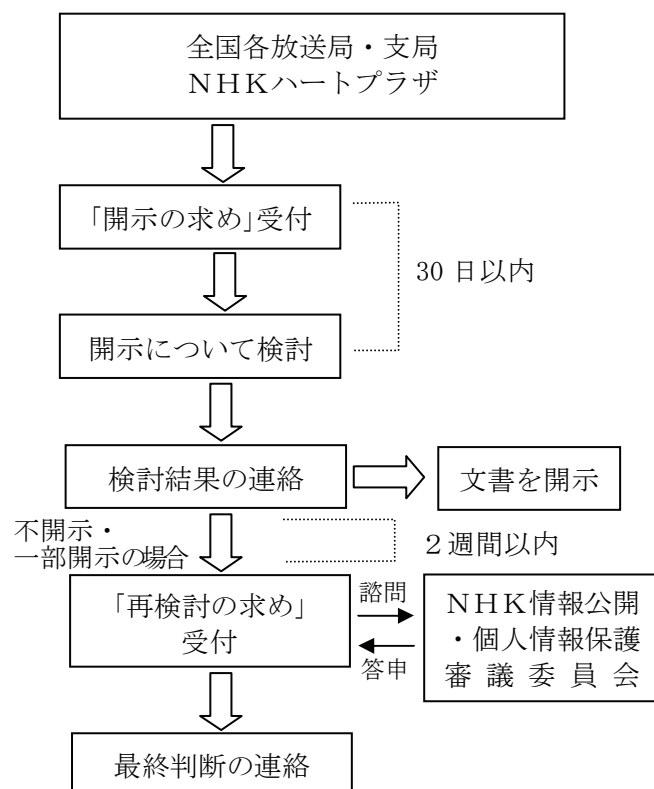 全国各放送局・支局
ＮＨＫハートプラザ
「開示の求め」受付
30 日以内
開示について検討
検討結果の連絡
文書を開示
不開示・
一部開示の場合
２週間以内
「再検討の求め」
受付
諮問
答申
ＮＨＫ情報公開
・個人情報保護
審議委員会
最終判断の連絡